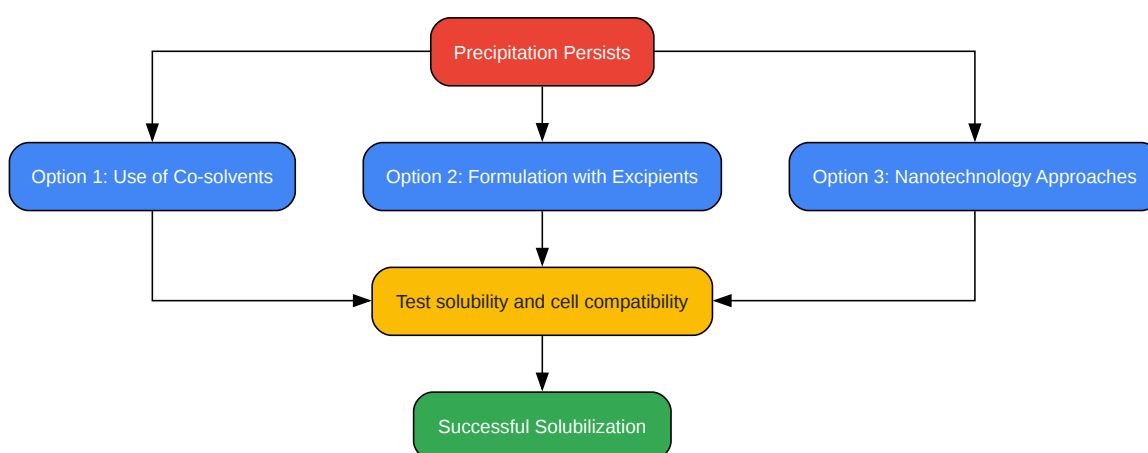 Precipitation Persists
Option 1: Use of Co-solvents
Option 2: Formulation with Excipients
Option 3: Nanotechnology Approaches
Test solubility and cell compatibility
Successful Solubilization